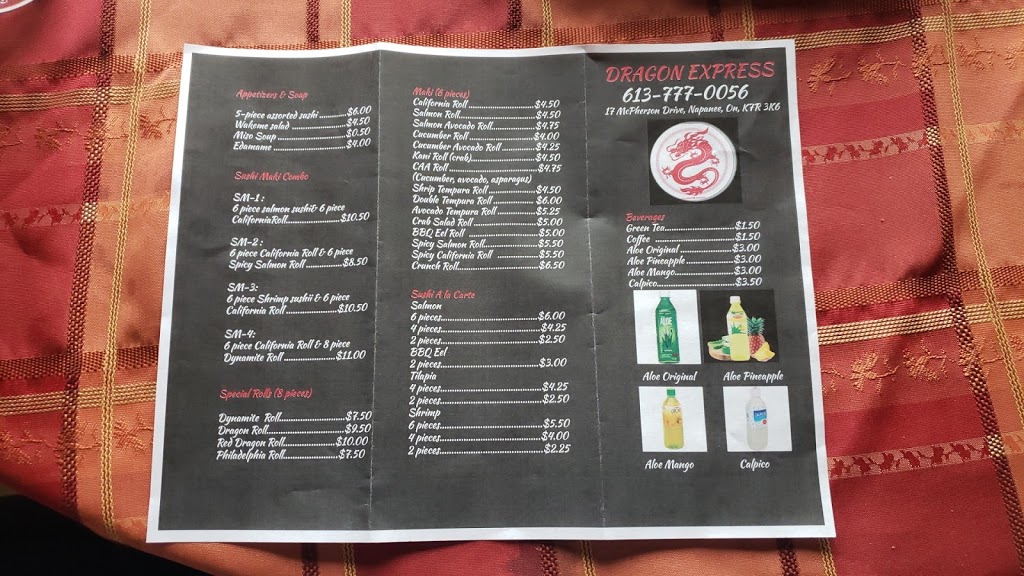 Appetizers & Soup
5-piece assorted sushi ............$6.00
Wakeme salad ............$4.50
Miso Soup ............$0.50
Edamame ............$4.00
Sushi Maki Combo
SM-1:
6 piece salmon sushi+ 6 piece
CaliforniaRoll............$10.50
SM-2 :
6 piece California Roll & 6 piece
Spicy Salmon Roll ............$8.50
SM-3:
6 piece Shrimp sushii & 6 piece
California Roll ............$10.50
SM-4:
6 piece California Roll & 8 piece
Dynamite Roll ............$11.00
Special Rolls (8 pieces)
Dynamite Roll............$7.50
Dragon Roll............$9.50
Red Dragon Roll............$10.00
Philadelphia Roll............$7.50
Maki (6 pieces)
California Roll............$4.50
Salmon Roll............$4.50
Salmon Avocado Roll............$4.75
Cucumber Roll ............$4.00
Cucumber Avocado Roll............$4.25
Kani Roll (crab)............$4.50
CAA Roll ............$4.75
(Cucumber, avocado, asparagus)
Shrip Tempura Roll ............$4.50
Double Tempura Roll ............$6.00
Avocado Tempura Roll ............$5.25
Crab Salad Roll ............$5.00
BBQ Eel Roll ............$5.00
Spicy Salmon Roll............$5.50
Spicy California Roll ............$5.50
Crunch Roll............$6.50
Sushi A la Carte
Salmon
6 pieces............$6.00
4 pieces............$4.25
2 pieces............$2.50
BBQ Eel
2 pieces............$3.00
Tilapia
4 pieces............$4.25
2 pieces............$2.50
Shrimp
6 pieces............$5.50
4 pieces............$4.00
2 pieces............$2.25
DRAGON EXPRESS
613-777-0056
17 McPherson Drive, Napanee, On, K7R 3K6
Beverages
Green Tea............$1.50
Coffee ............$1.50
Aloe Original ............$3.00
Aloe Pineapple ............$3.00
Aloe Mango............$3.00
Calpico............$3.50
Aloe Original
Aloe Pineapple
Aloe Mango
Calpico